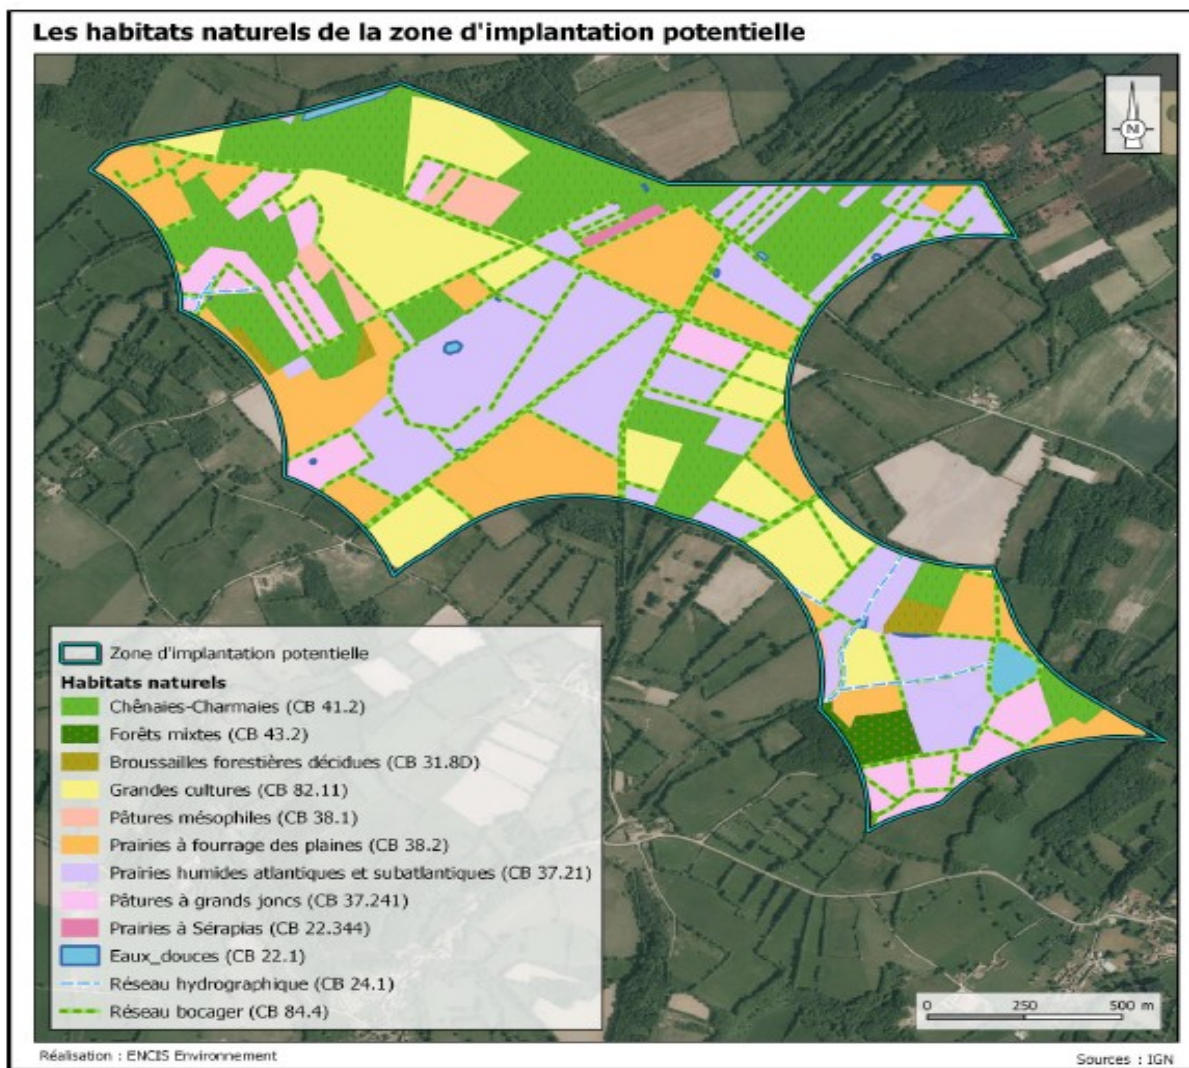 Les habitats naturels de la zone d'implantation potentielle
N
Zone d'implantation potentielle
Habitats naturels
Chênaies-Charmaies (CB 41.2)
Forêts mixtes (CB 43.2)
Broussailles forestières décidues (CB 31.8D)
Grandes cultures (CB 82.11)
Pâtures mésophiles (CB 38.1)
Prairies à fourrage des plaines (CB 38.2)
Prairies humides atlantiques et subatlantiques (CB 37.21)
Pâtures à grands joncs (CB 37.241)
Prairies à Sérapias (CB 22.344)
Eaux_douces (CB 22.1)
Réseau hydrographique (CB 24.1)
Réseau bocager (CB 84.4)
0 250 500 m
Réalisation : ENCIS Environnement
Sources : IGN